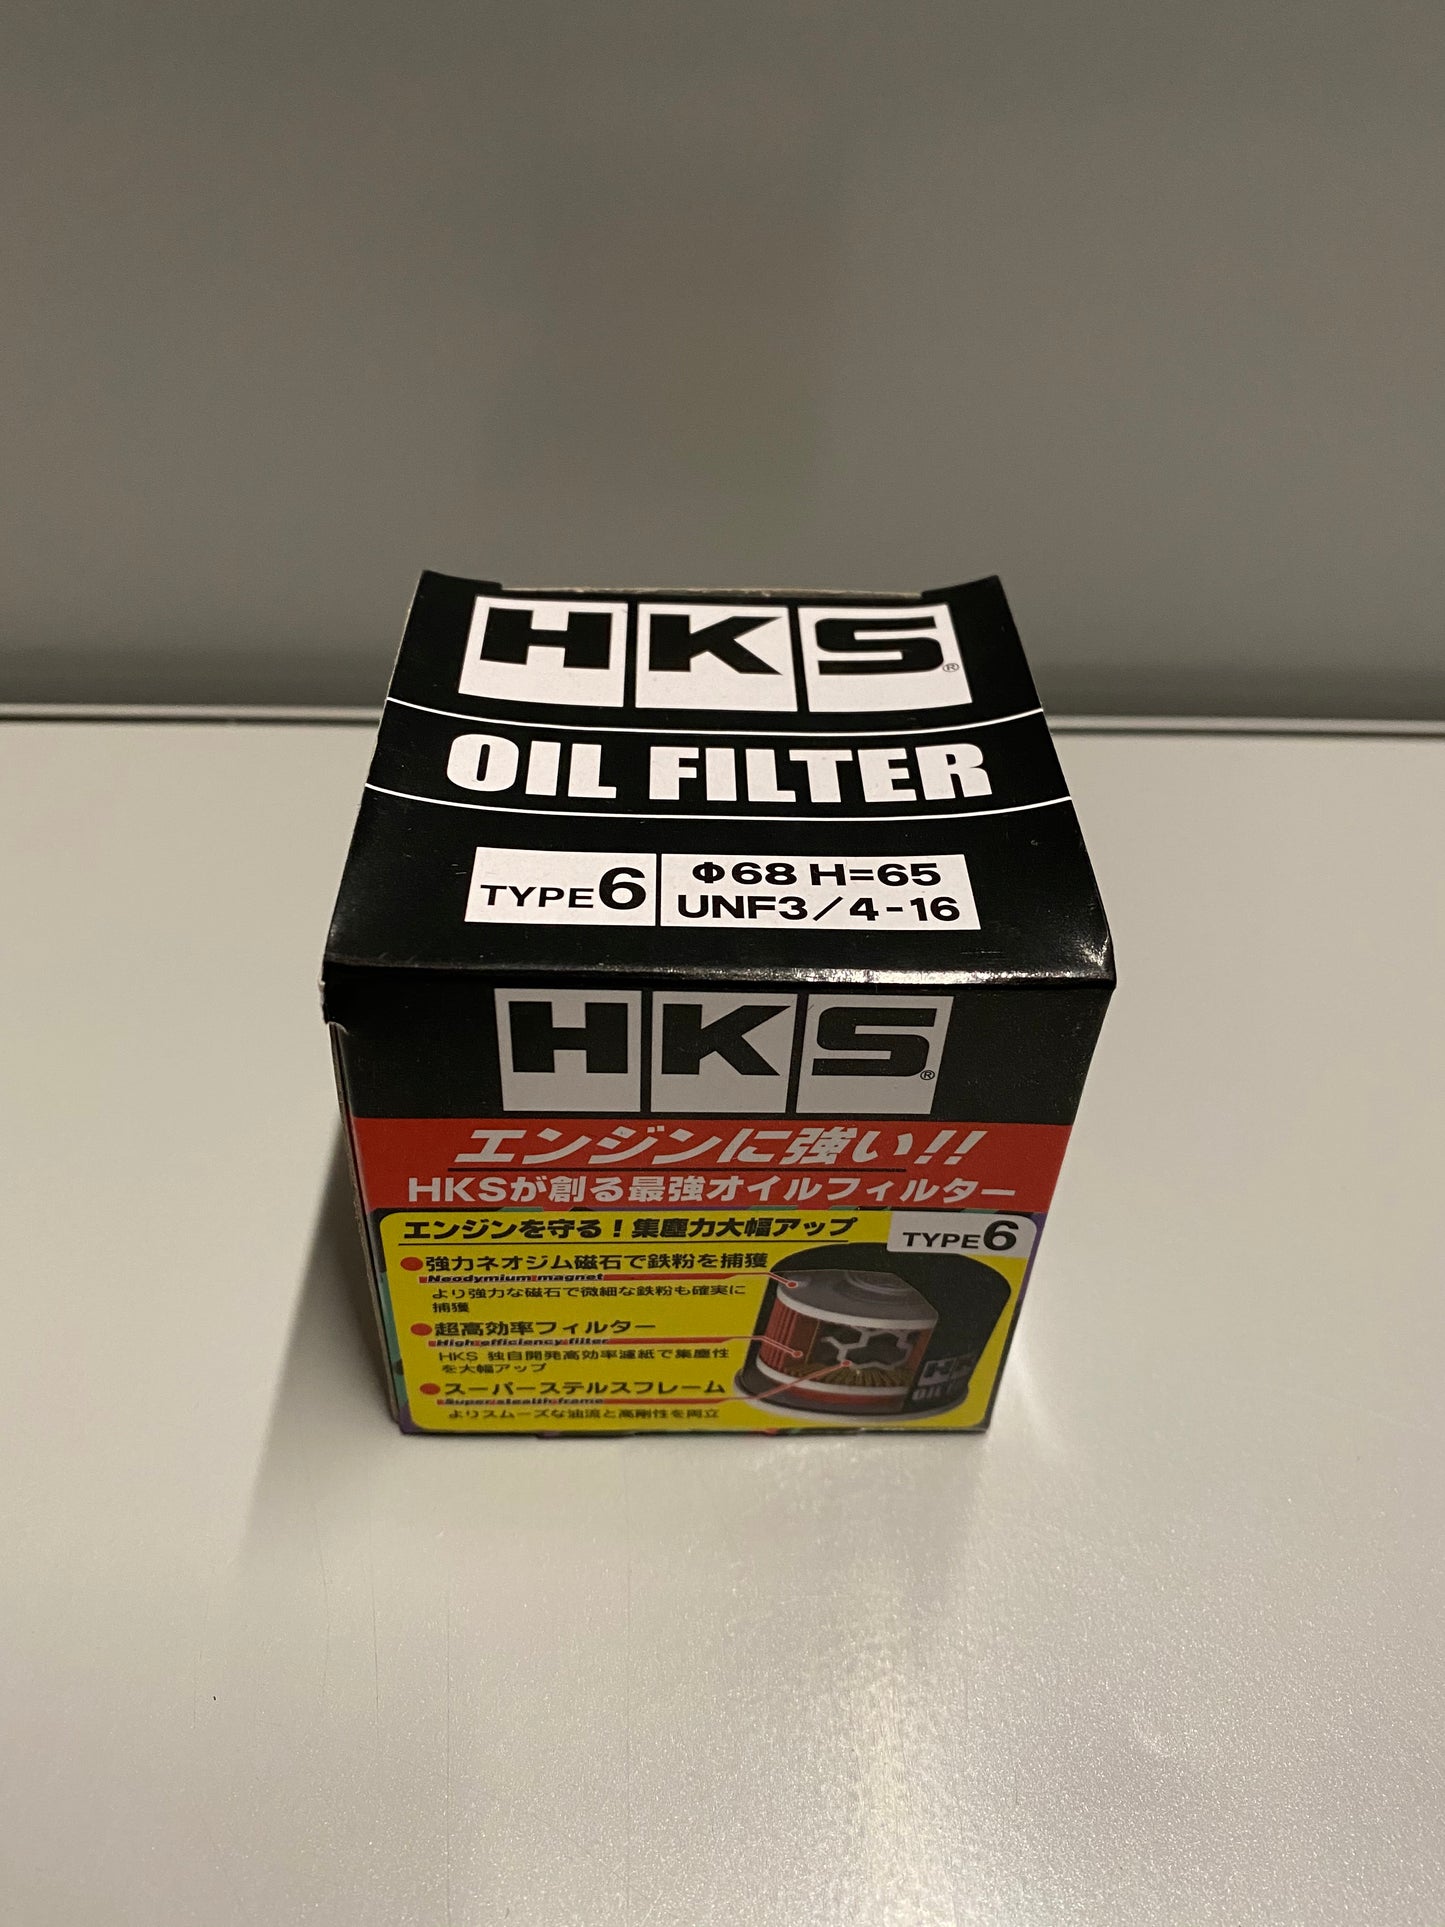 HKS®
OIL FILTER
TYPE6
Φ68 H=65
UNF3/4-16
HKS®
エンジンに強い!!
HKSが創る最強オイルフィルター
エンジンを守る！集塵力大幅アップ
TYPE6
●強力ネオジム磁石で鉄粉を捕獲
Neodymium magnet
より強力な磁石で微細な鉄粉も確実に
捕獲
●超高効率フィルター
High efficiency filter
HKS 独自開発高効率濾紙で集塵性
を大幅アップ
●スーパーステルスフレーム
Super stealth frame
よりスムーズな油流と高剛性を両立
HKS
OIL FILTER